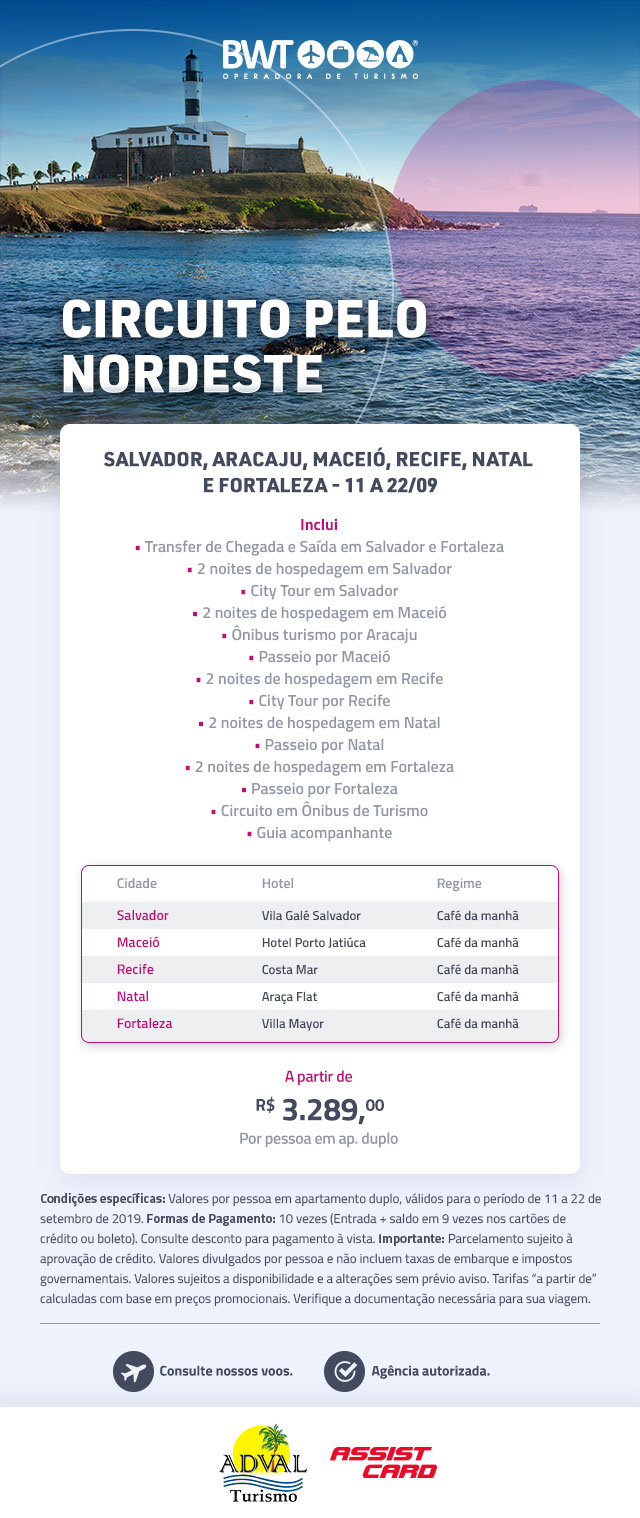 BWT
OPERADORA DE TURISMO
CIRCUITO PELO
NORDESTE
SALVADOR, ARACAJU, MACEIÓ, RECIFE, NATAL
E FORTALEZA - 11 A 22/09
Inclui
▪ Transfer de Chegada e Saída em Salvador e Fortaleza
▪ 2 noites de hospedagem em Salvador
▪ City Tour em Salvador
▪ 2 noites de hospedagem em Maceió
▪ Ônibus turismo por Aracaju
▪ Passeio por Maceió
▪ 2 noites de hospedagem em Recife
▪ City Tour por Recife
▪ 2 noites de hospedagem em Natal
▪ Passeio por Natal
▪ 2 noites de hospedagem em Fortaleza
▪ Passeio por Fortaleza
▪ Circuito em Ônibus de Turismo
▪ Guia acompanhante
Cidade Hotel Regime
Salvador Vila Galé Salvador Café da manhã
Maceió Hotel Porto Jatiúca Café da manhã
Recife Costa Mar Café da manhã
Natal Araça Flat Café da manhã
Fortaleza Villa Mayor Café da manhã
A partir de
R$ 3.289,00
Por pessoa em ap. duplo
Condições específicas: Valores por pessoa em apartamento duplo, válidos para o período de 11 a 22 de
setembro de 2019. Formas de Pagamento: 10 vezes (Entrada + saldo em 9 vezes nos cartões de
crédito ou boleto). Consulte desconto para pagamento à vista. Importante: Parcelamento sujeito à
aprovação de crédito. Valores divulgados por pessoa e não incluem taxas de embarque e impostos
governamentais. Valores sujeitos a disponibilidade e a alterações sem prévio aviso. Tarifas “a partir de”
calculadas com base em preços promocionais. Verifique a documentação necessária para sua viagem.
Consulte nossos voos. Agência autorizada.
ADVAL
Turismo
ASSIST
CARD